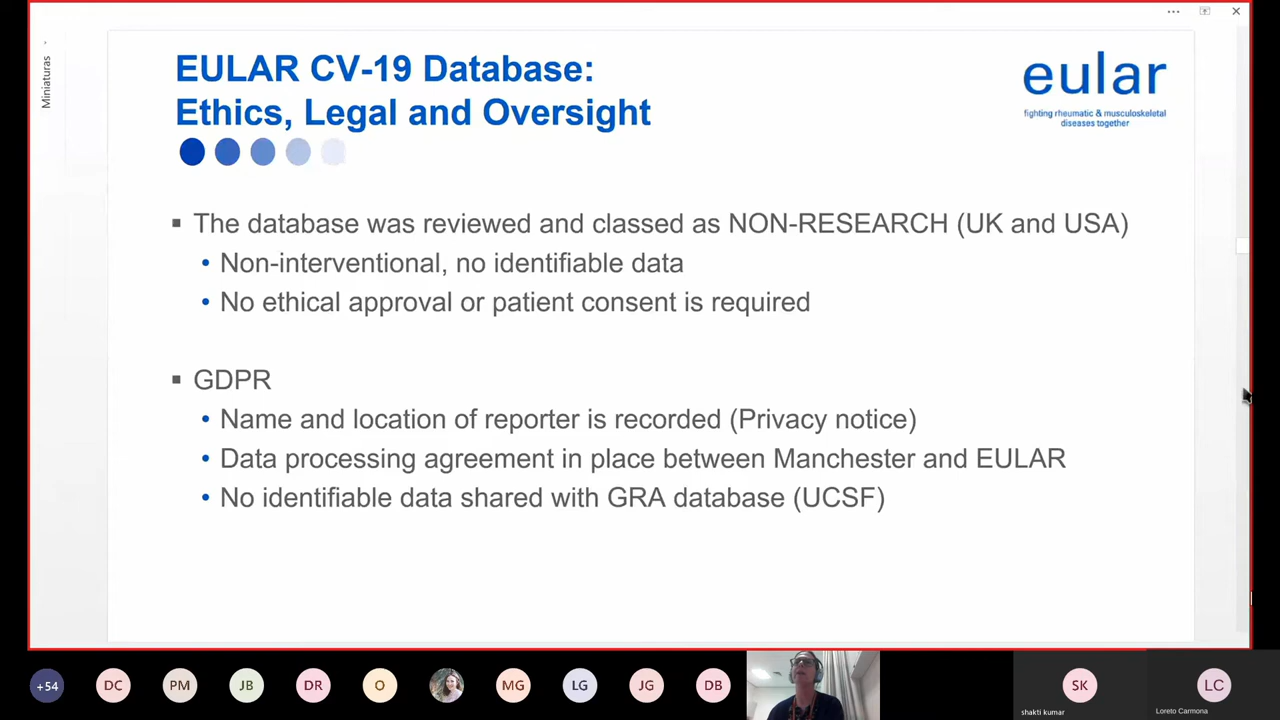 Miniaturas
EULAR CV-19 Database:
Ethics, Legal and Oversight
eular
fighting rheumatic & musculoskeletal
diseases together
▪ The database was reviewed and classed as NON-RESEARCH (UK and USA)
• Non-interventional, no identifiable data
• No ethical approval or patient consent is required
▪ GDPR
• Name and location of reporter is recorded (Privacy notice)
• Data processing agreement in place between Manchester and EULAR
• No identifiable data shared with GRA database (UCSF)
+54
DC
PM
JB
DR
O
MG
LG
JG
DB
SK
shakti kumar
LC
Loreto Carmona